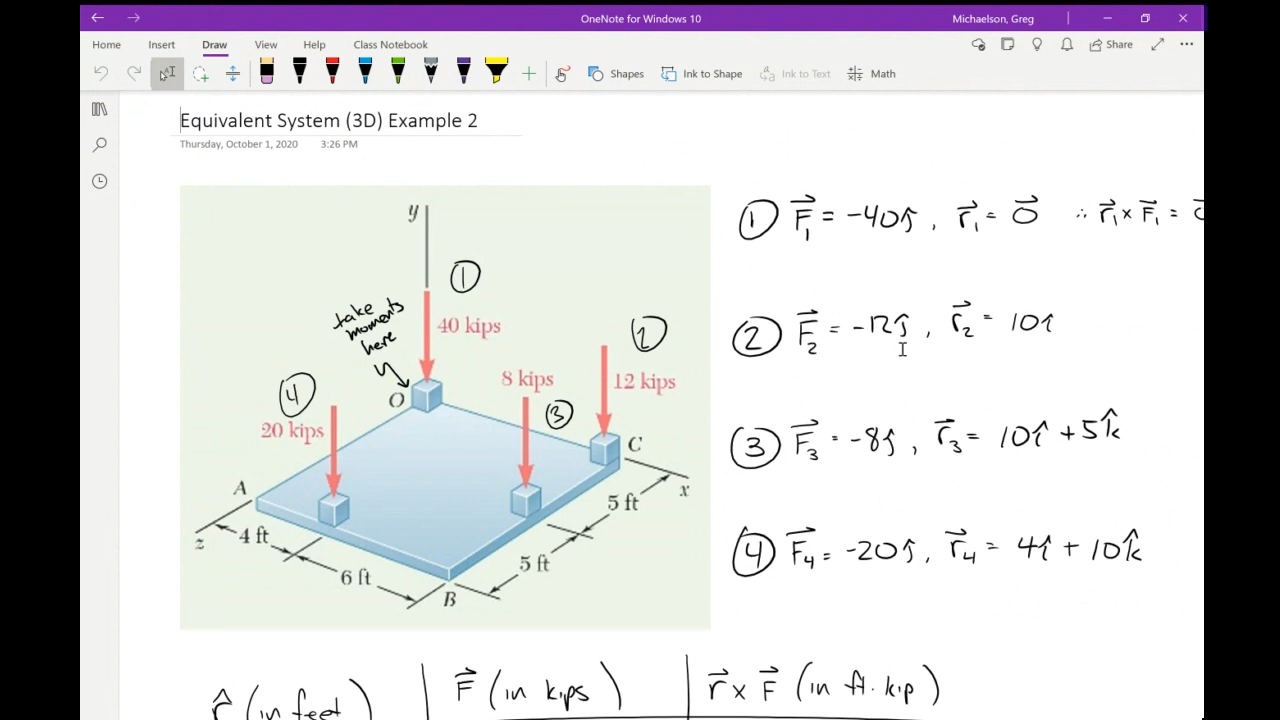 OneNote for Windows 10
Michaelson, Greg
Home Insert Draw View Help Class Notebook
Share
Shapes Ink to Shape Ink to Text Math
Equivalent System (3D) Example 2
Thursday, October 1, 2020 3:26 PM
① F⃗₁ = -40ĵ , r⃗₁ = 0⃗ ∴ r⃗₁ × F⃗₁ =
y
①
take moments here
40 kips
②
② F⃗₂ = -12ĵ , r⃗₂ = 10î
④
O
8 kips
12 kips
③
20 kips
③ F⃗₃ = -8ĵ , r⃗₃ = 10î + 5k̂
C
A
x
5 ft
z
4 ft
④ F⃗₄ = -20ĵ , r⃗₄ = 4î + 10k̂
5 ft
6 ft
B
r̂ (in feet) | F⃗ (in kips) | r⃗ × F⃗ (in ft·kip)